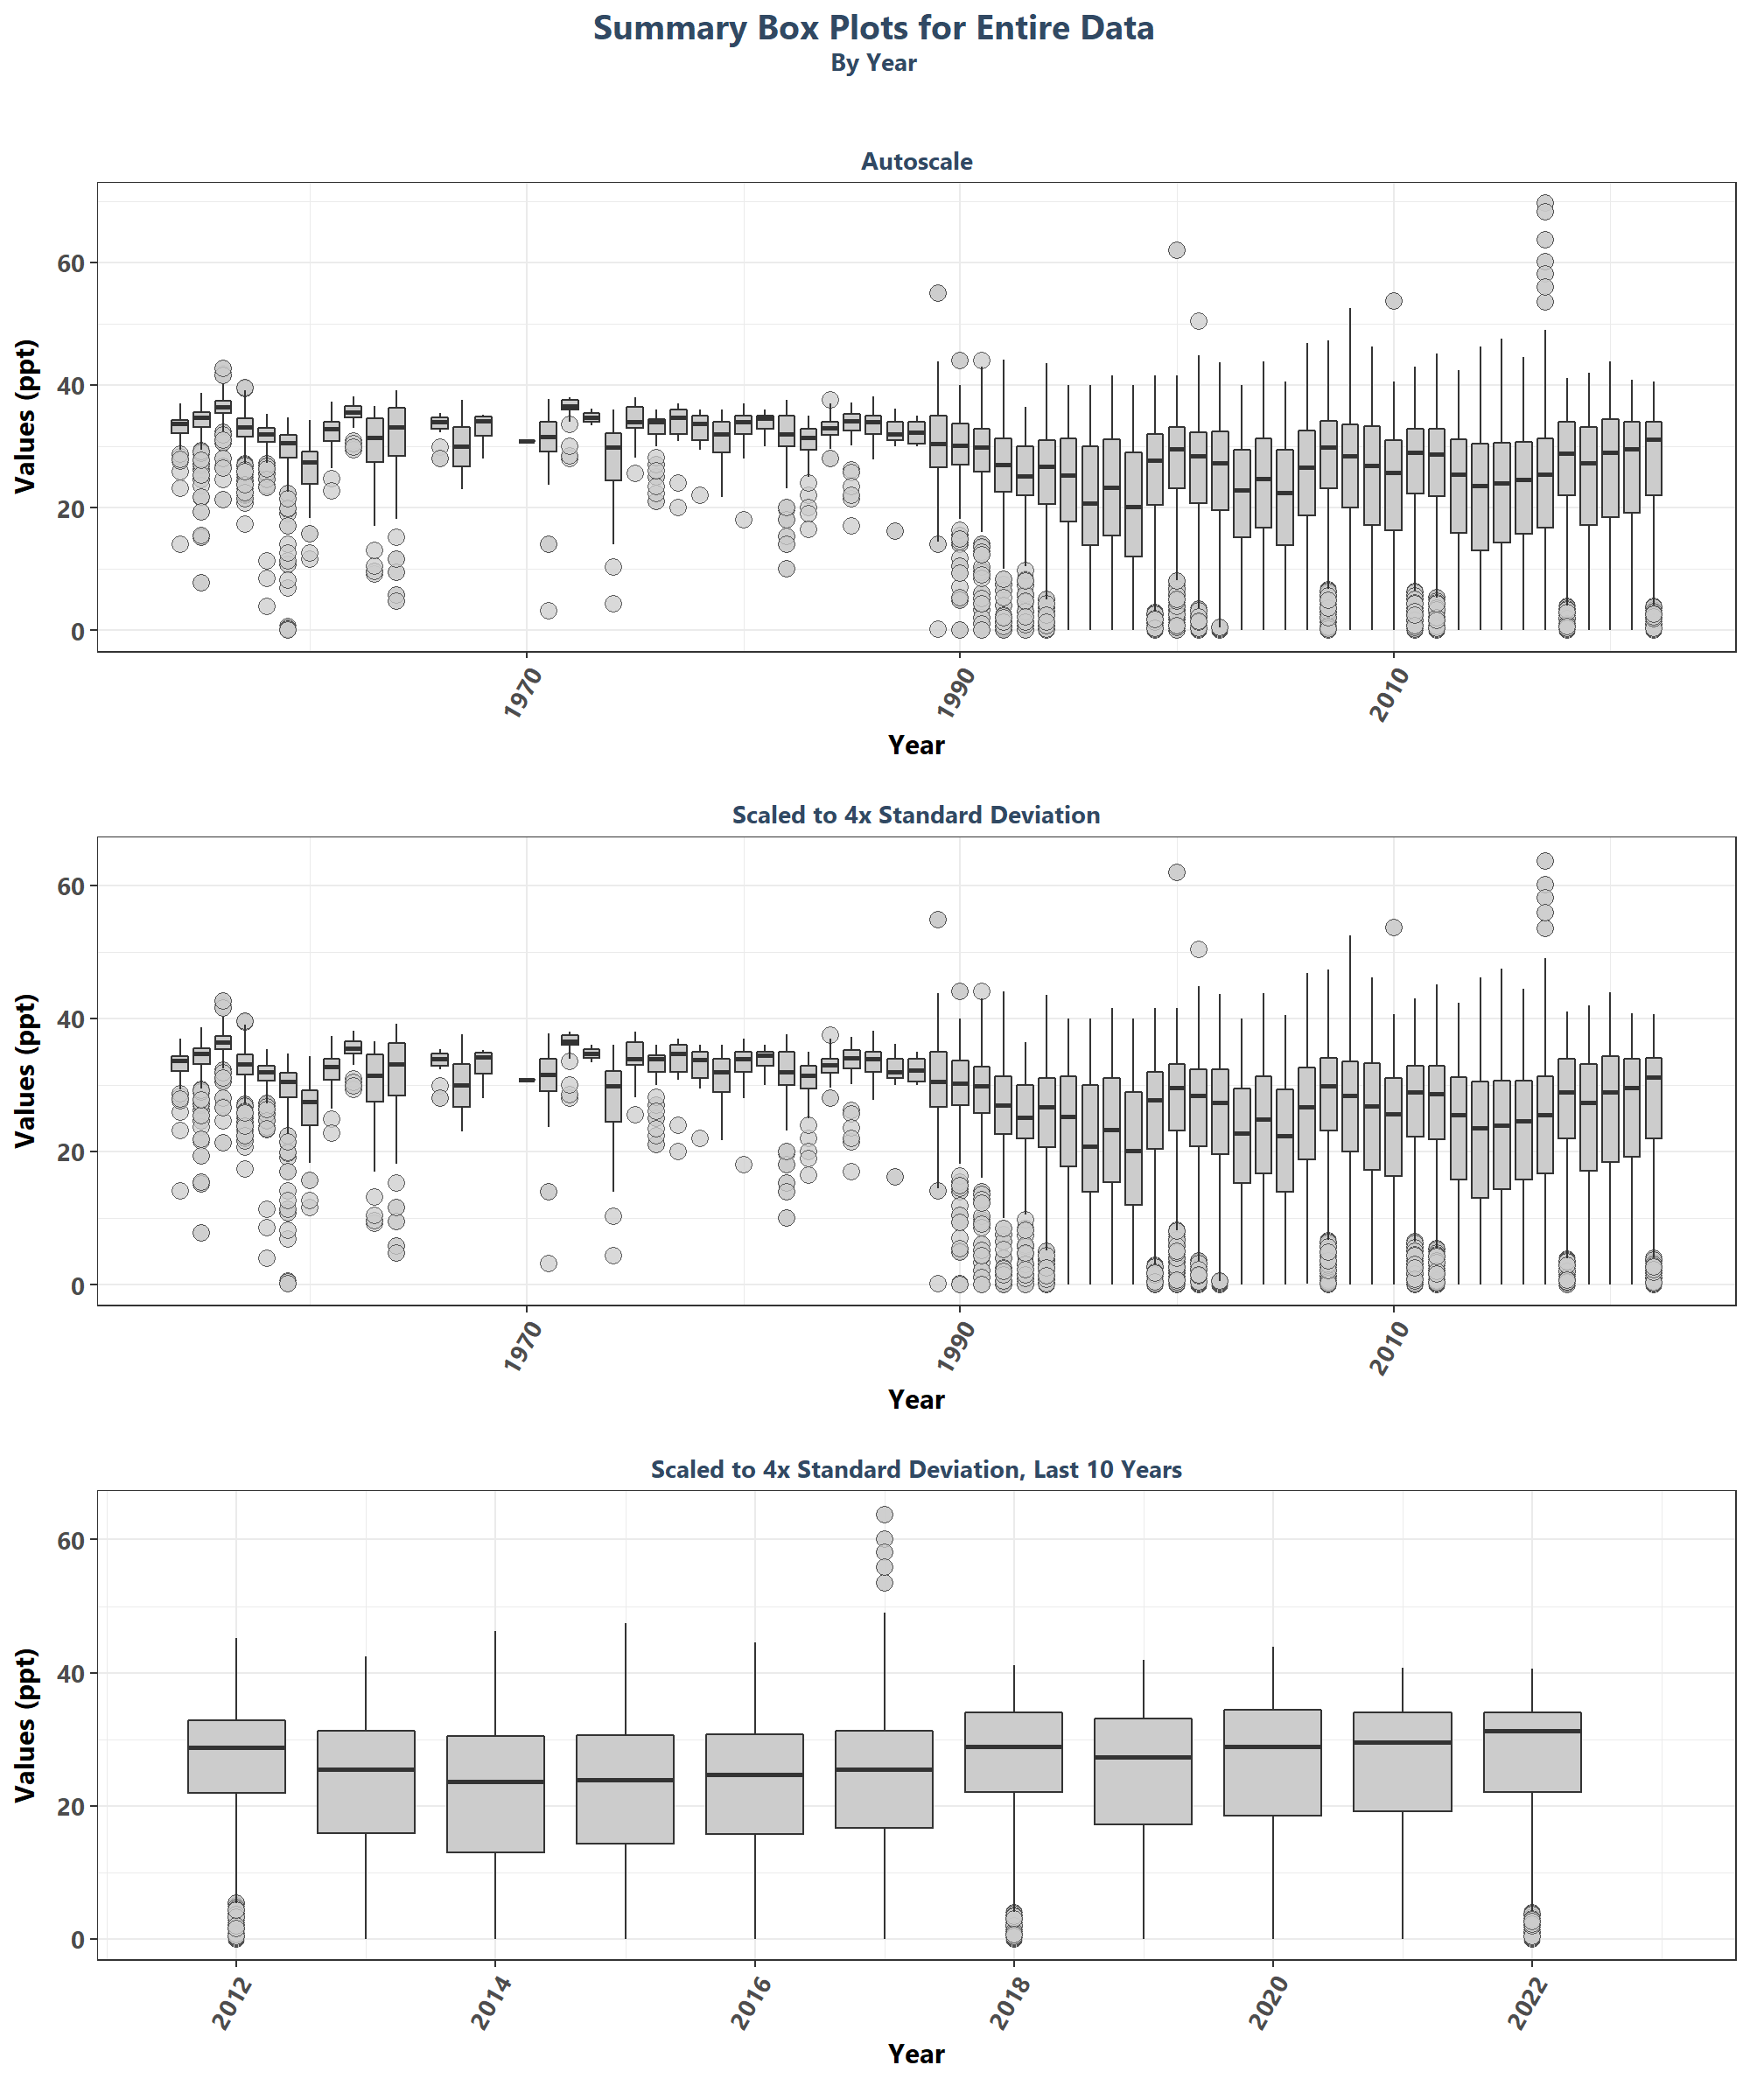 Summary Box Plots for Entire Data
By Year
Autoscale
Values (ppt)
60
40
20
0
1970
1990
2010
Year
Scaled to 4x Standard Deviation
Values (ppt)
60
40
20
0
1970
1990
2010
Year
Scaled to 4x Standard Deviation, Last 10 Years
Values (ppt)
60
40
20
0
2012
2014
2016
2018
2020
2022
Year